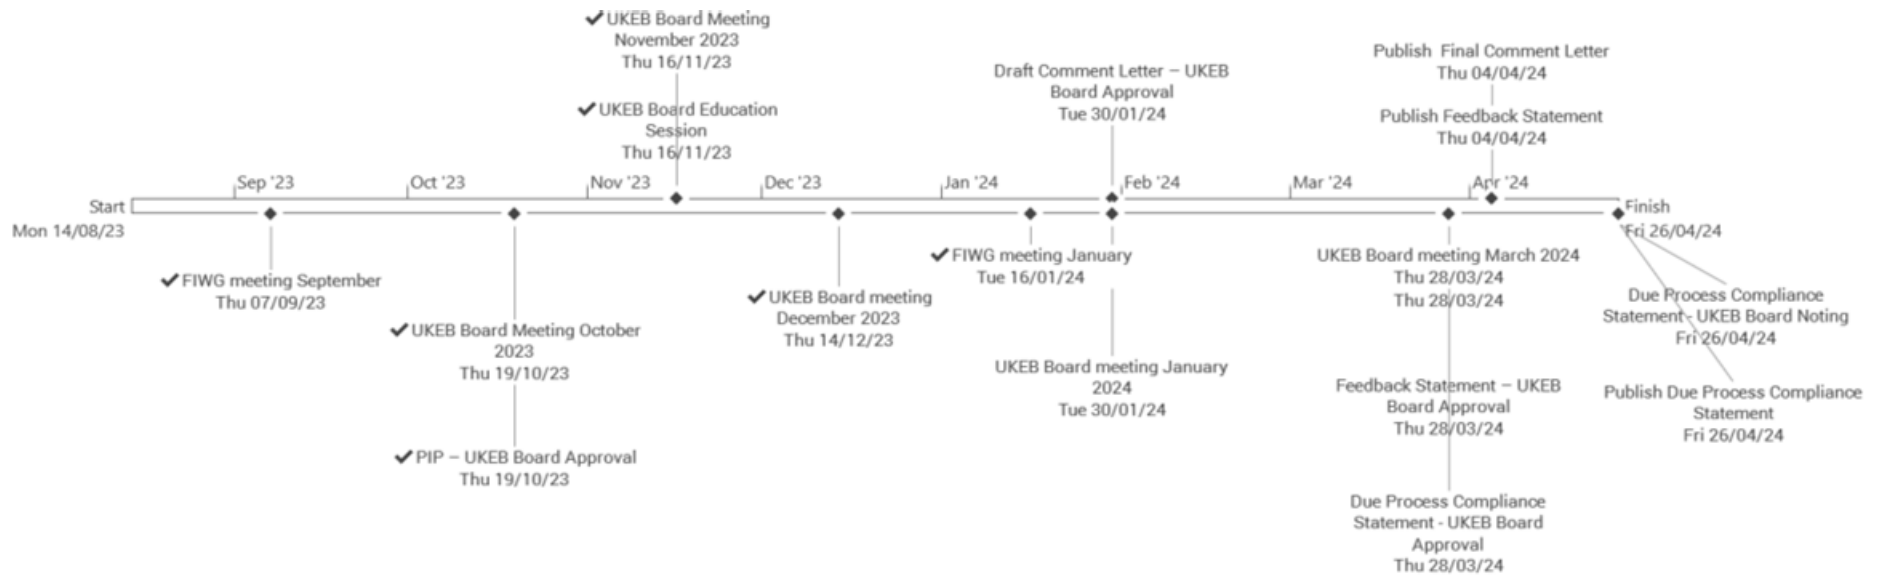 ✔ UKEB Board Meeting
November 2023
Thu 16/11/23
✔ UKEB Board Education
Session
Thu 16/11/23
Draft Comment Letter – UKEB
Board Approval
Tue 30/01/24
Publish Final Comment Letter
Thu 04/04/24
Publish Feedback Statement
Thu 04/04/24
Sep '23
Oct '23
Nov '23
Dec '23
Jan '24
Feb '24
Mar '24
Apr '24
Start
Mon 14/08/23
Finish
Fri 26/04/24
✔ FIWG meeting September
Thu 07/09/23
✔ UKEB Board Meeting October
2023
Thu 19/10/23
✔ PIP – UKEB Board Approval
Thu 19/10/23
✔ UKEB Board meeting
December 2023
Thu 14/12/23
✔ FIWG meeting January
Tue 16/01/24
UKEB Board meeting January
2024
Tue 30/01/24
UKEB Board meeting March 2024
Thu 28/03/24
Thu 28/03/24
Feedback Statement – UKEB
Board Approval
Thu 28/03/24
Due Process Compliance
Statement - UKEB Board
Approval
Thu 28/03/24
Due Process Compliance
Statement - UKEB Board Noting
Fri 26/04/24
Publish Due Process Compliance
Statement
Fri 26/04/24